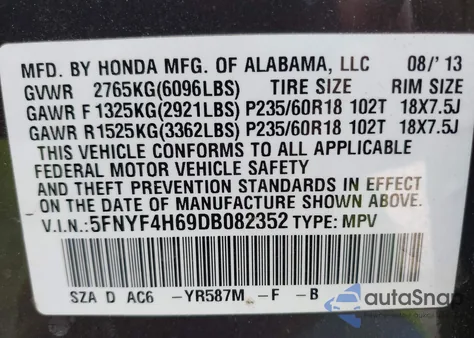 MFD. BY HONDA MFG. OF ALABAMA, LLC 08/'13
GVWR 2765KG(6096LBS) TIRE SIZE RIM SIZE
GAWR F 1325KG(2921LBS) P235/60R18 102T 18X7.5J
GAWR R 1525KG(3362LBS) P235/60R18 102T 18X7.5J
THIS VEHICLE CONFORMS TO ALL APPLICABLE
FEDERAL MOTOR VEHICLE SAFETY
AND THEFT PREVENTION STANDARDS IN EFFECT
ON THE DATE OF MANUFACTURE SHOWN ABOVE.
V.I.N.: 5FNYF4H69DB082352 TYPE: MPV
SZA D AC6 -YR587M -F -B
autoSnap